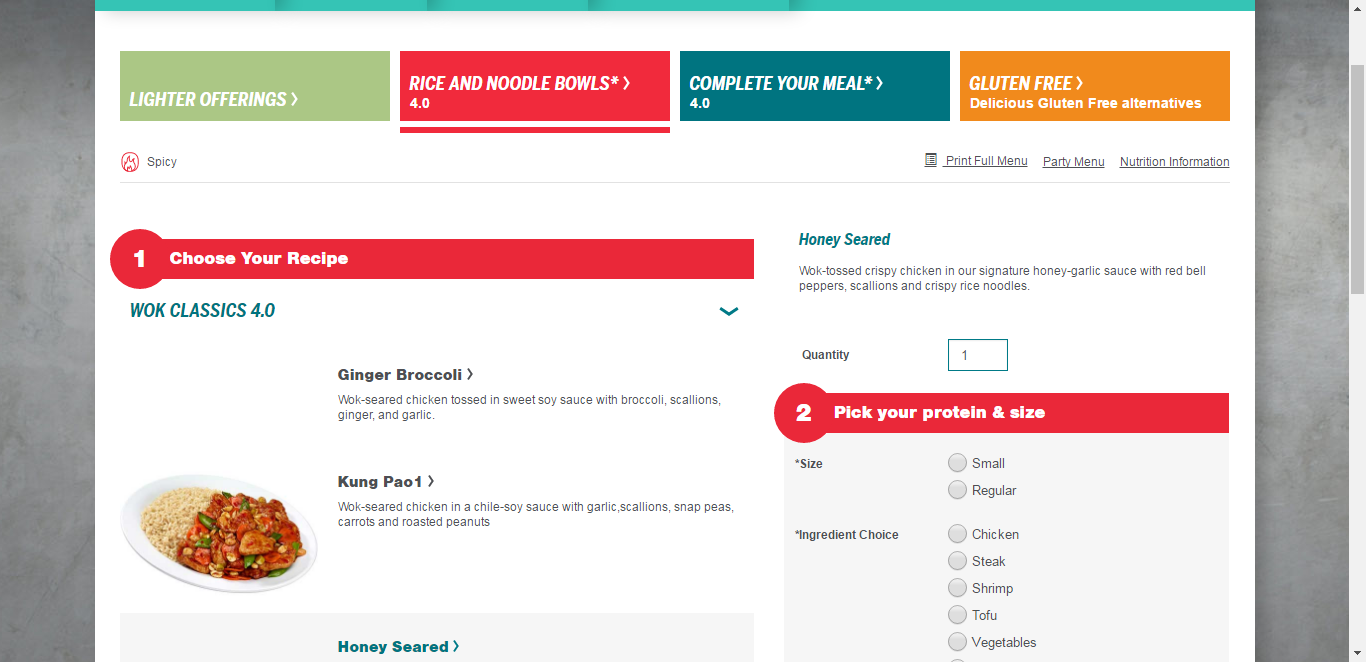 LIGHTER OFFERINGS >
RICE AND NOODLE BOWLS* >
4.0
COMPLETE YOUR MEAL* >
4.0
GLUTEN FREE >
Delicious Gluten Free alternatives
Spicy
Print Full Menu
Party Menu
Nutrition Information
1
Choose Your Recipe
WOK CLASSICS 4.0
Ginger Broccoli >
Wok-seared chicken tossed in sweet soy sauce with broccoli, scallions,
ginger, and garlic.
Kung Pao1 >
Wok-seared chicken in a chile-soy sauce with garlic,scallions, snap peas,
carrots and roasted peanuts
Honey Seared >
Honey Seared
Wok-tossed crispy chicken in our signature honey-garlic sauce with red bell
peppers, scallions and crispy rice noodles.
Quantity
1
2
Pick your protein & size
*Size
Small
Regular
*Ingredient Choice
Chicken
Steak
Shrimp
Tofu
Vegetables